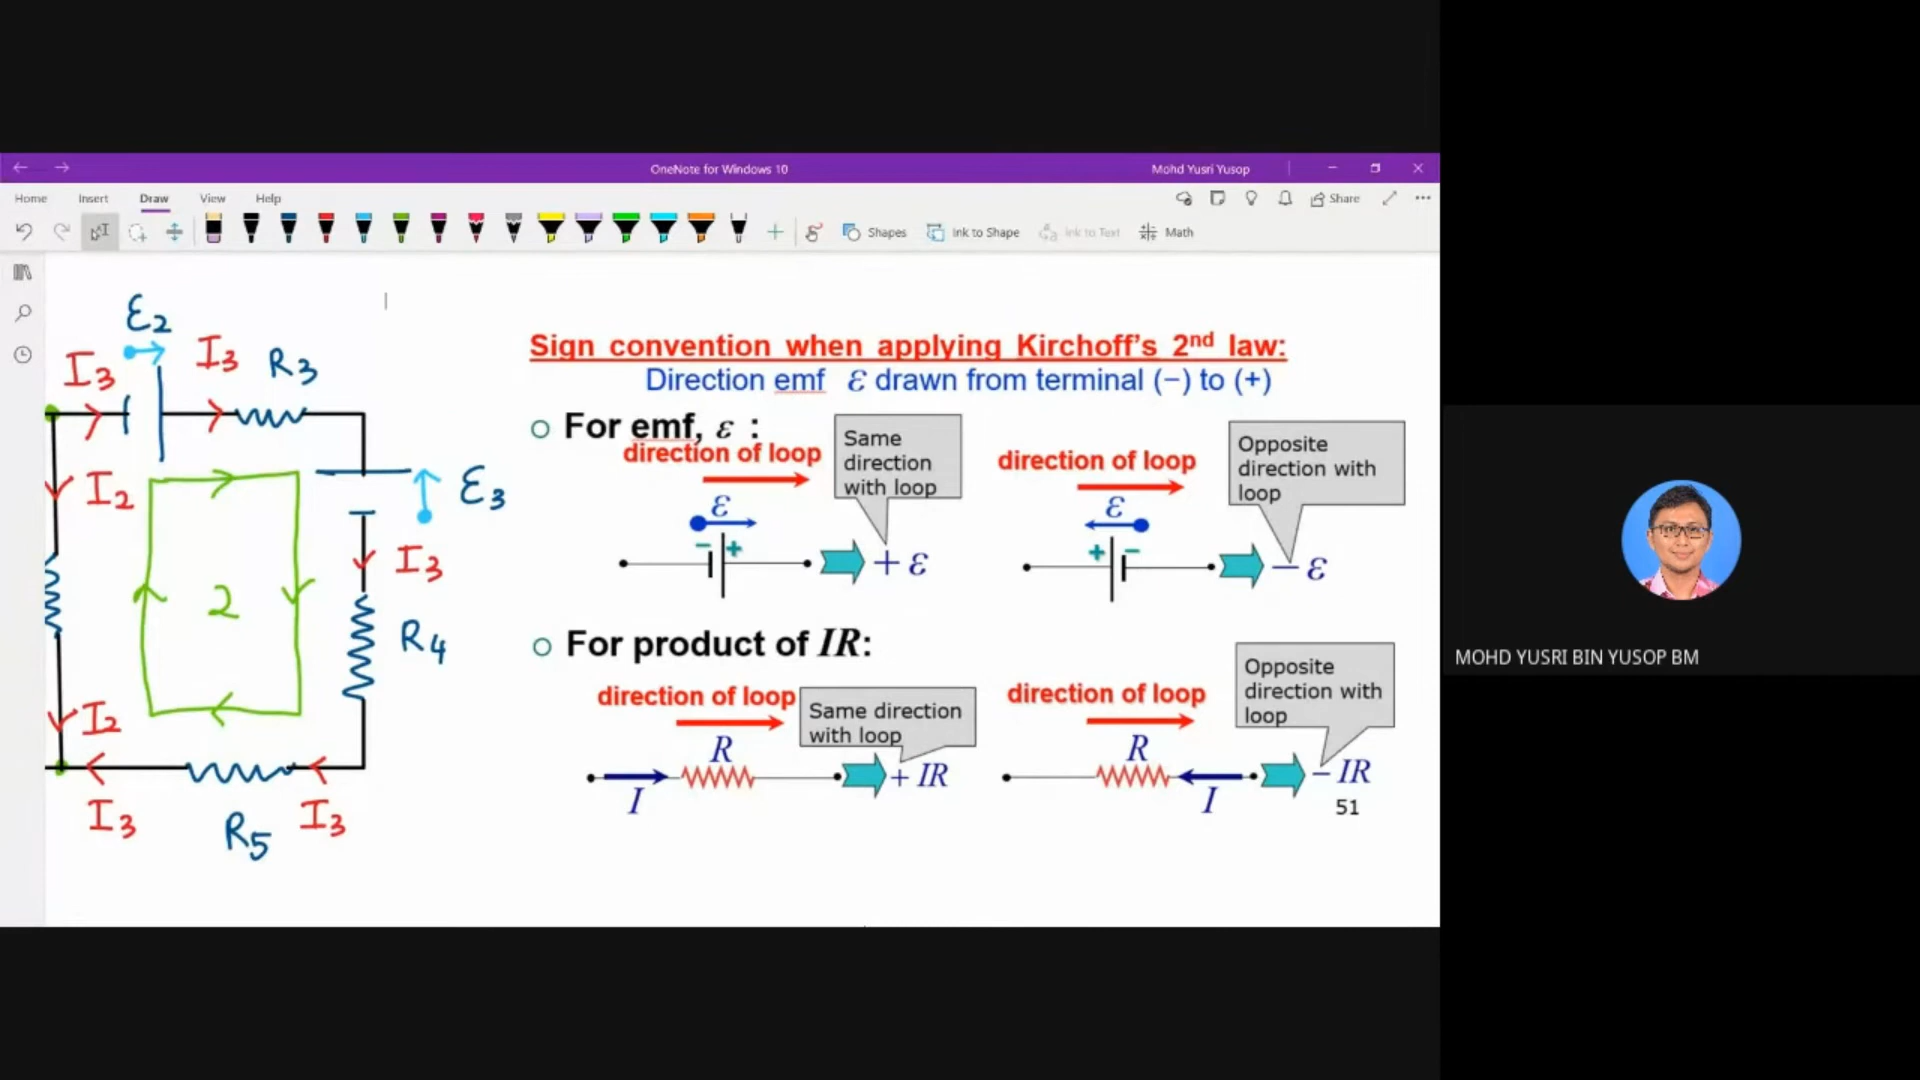 OneNote for Windows 10
Mohd Yusri Yusop
Home Insert Draw View Help
Share
Shapes Ink to Shape Ink to Text Math
ε2
I3 I3 R3
I2
ε3
I3
2
R4
I2
I3 R5 I3
Sign convention when applying Kirchoff's 2nd law:
Direction emf ε drawn from terminal (−) to (+)
For emf, ε :
direction of loop
Same
direction
with loop
ε
− +
+ ε
direction of loop
Opposite
direction with
loop
ε
+ −
− ε
For product of IR:
direction of loop
Same direction
with loop
R
I
+ IR
direction of loop
Opposite
direction with
loop
R
I
− IR
51
MOHD YUSRI BIN YUSOP BM